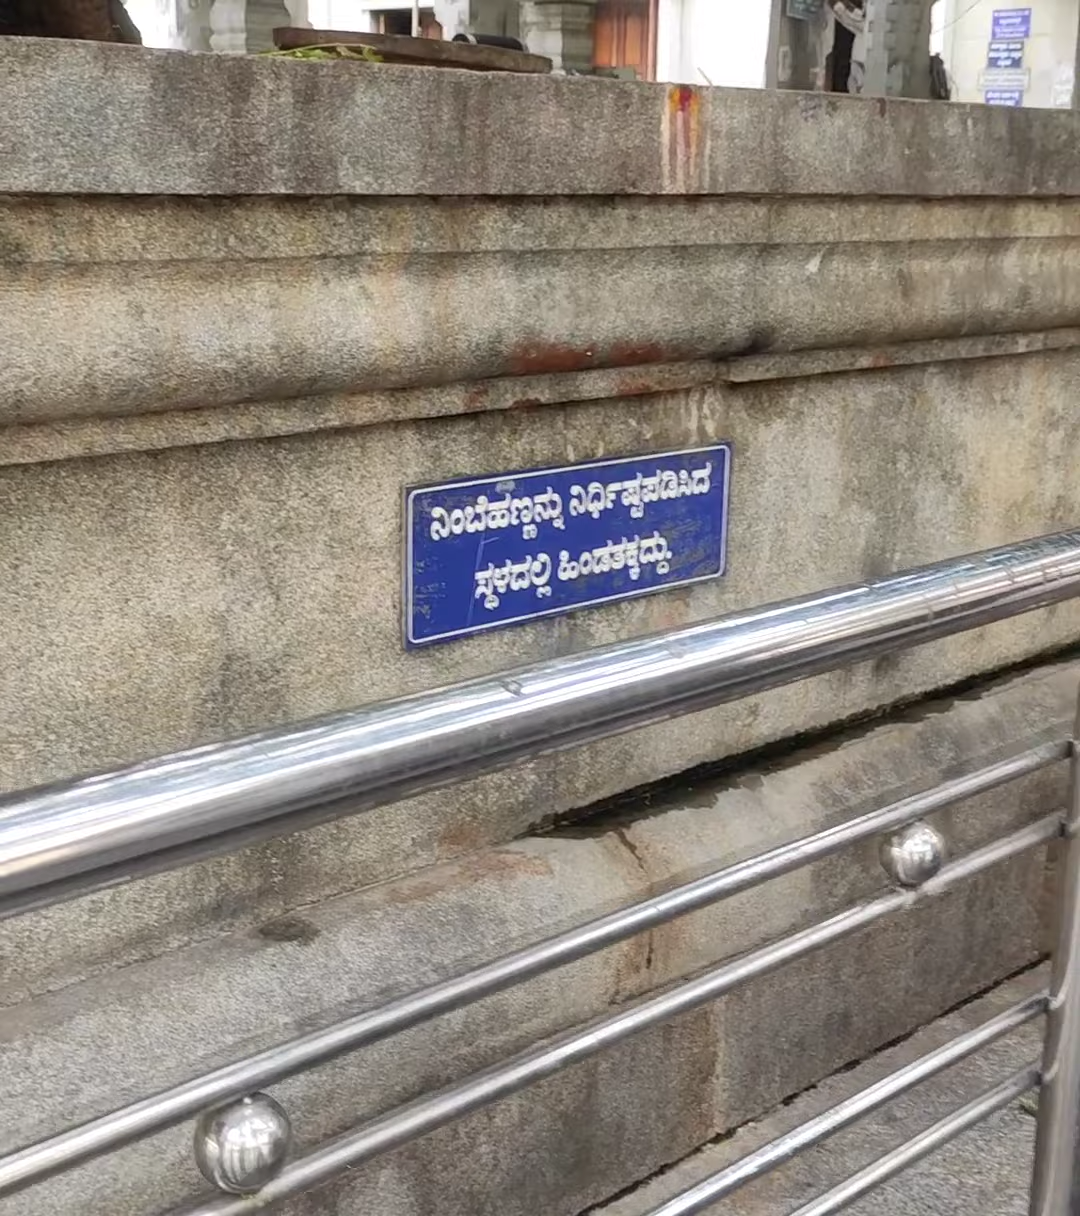 ನಿಂಬೆಹಣ್ಣನ್ನು ನಿರ್ಧಿಷ್ಟಪಡಿಸಿದ
ಸ್ಥಳದಲ್ಲಿ ಹಿಂಡತಕ್ಕದ್ದು.